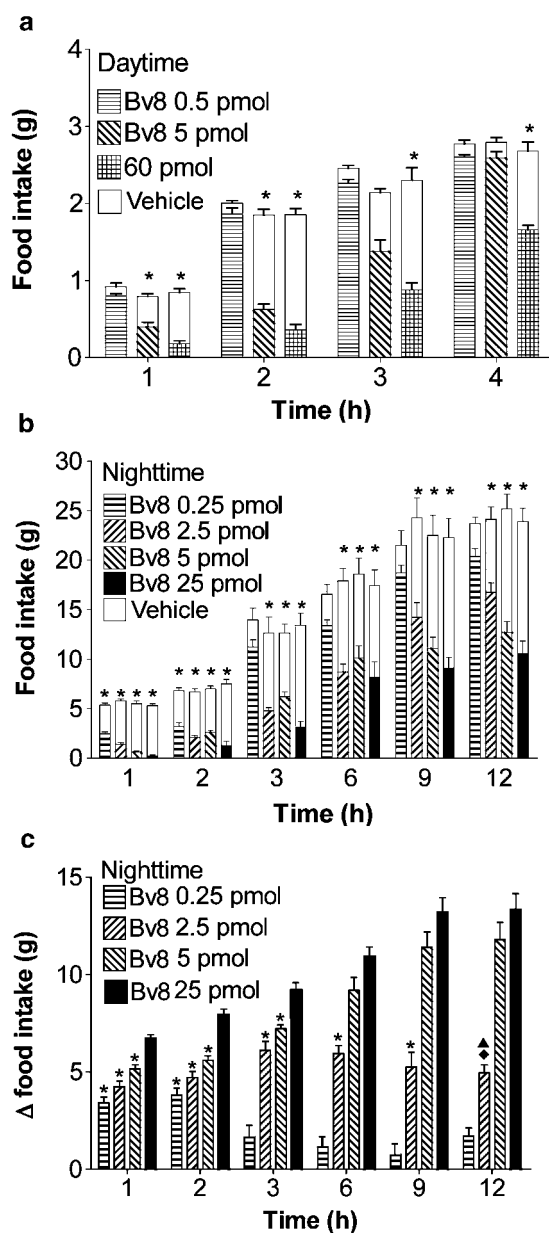 a
Food intake (g)
4
3
2
1
0
Daytime
Bv8 0.5 pmol
Bv8 5 pmol
60 pmol
Vehicle
* * * * * *
1 2 3 4
Time (h)
b
Food intake (g)
30
25
20
15
10
5
0
Nighttime
Bv8 0.25 pmol
Bv8 2.5 pmol
Bv8 5 pmol
Bv8 25 pmol
Vehicle
* * * * * * * * * * * * * * * * * * * *
1 2 3 6 9 12
Time (h)
c
Δ food intake (g)
15
10
5
0
Nighttime
Bv8 0.25 pmol
Bv8 2.5 pmol
Bv8 5 pmol
Bv8 25 pmol
* * * * * * * * * * ▲ ◆
1 2 3 6 9 12
Time (h)